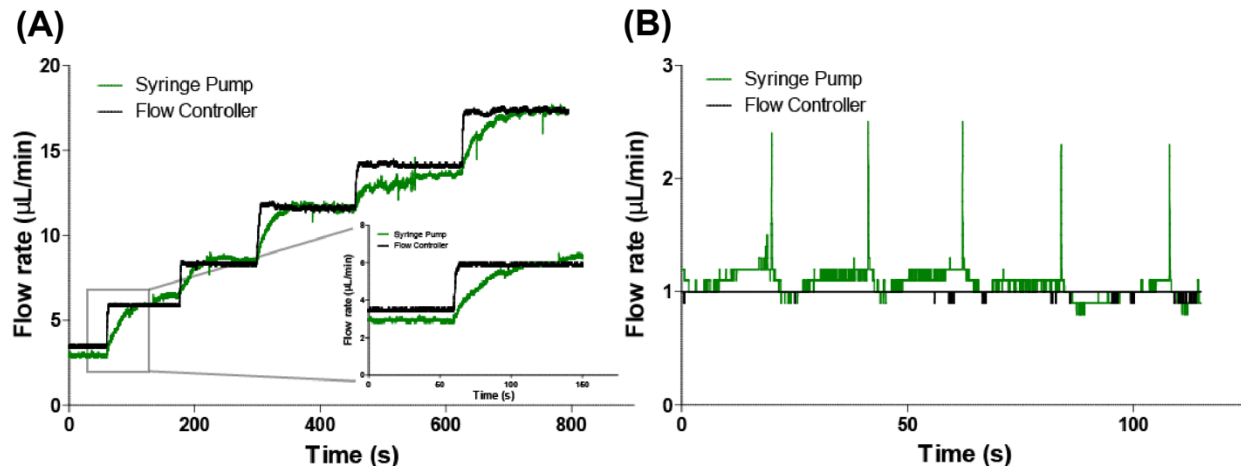 (A)
Flow rate (µL/min)
20
15
10
5
0
Syringe Pump
Flow Controller
0 200 400 600 800
Time (s)
Flow rate (µL/min)
8
6
4
2
0
Syringe Pump
Flow Controller
0 50 100 150
Time (s)
(B)
Flow rate (µL/min)
3
2
1
0
Syringe Pump
Flow Controller
0 50 100
Time (s)